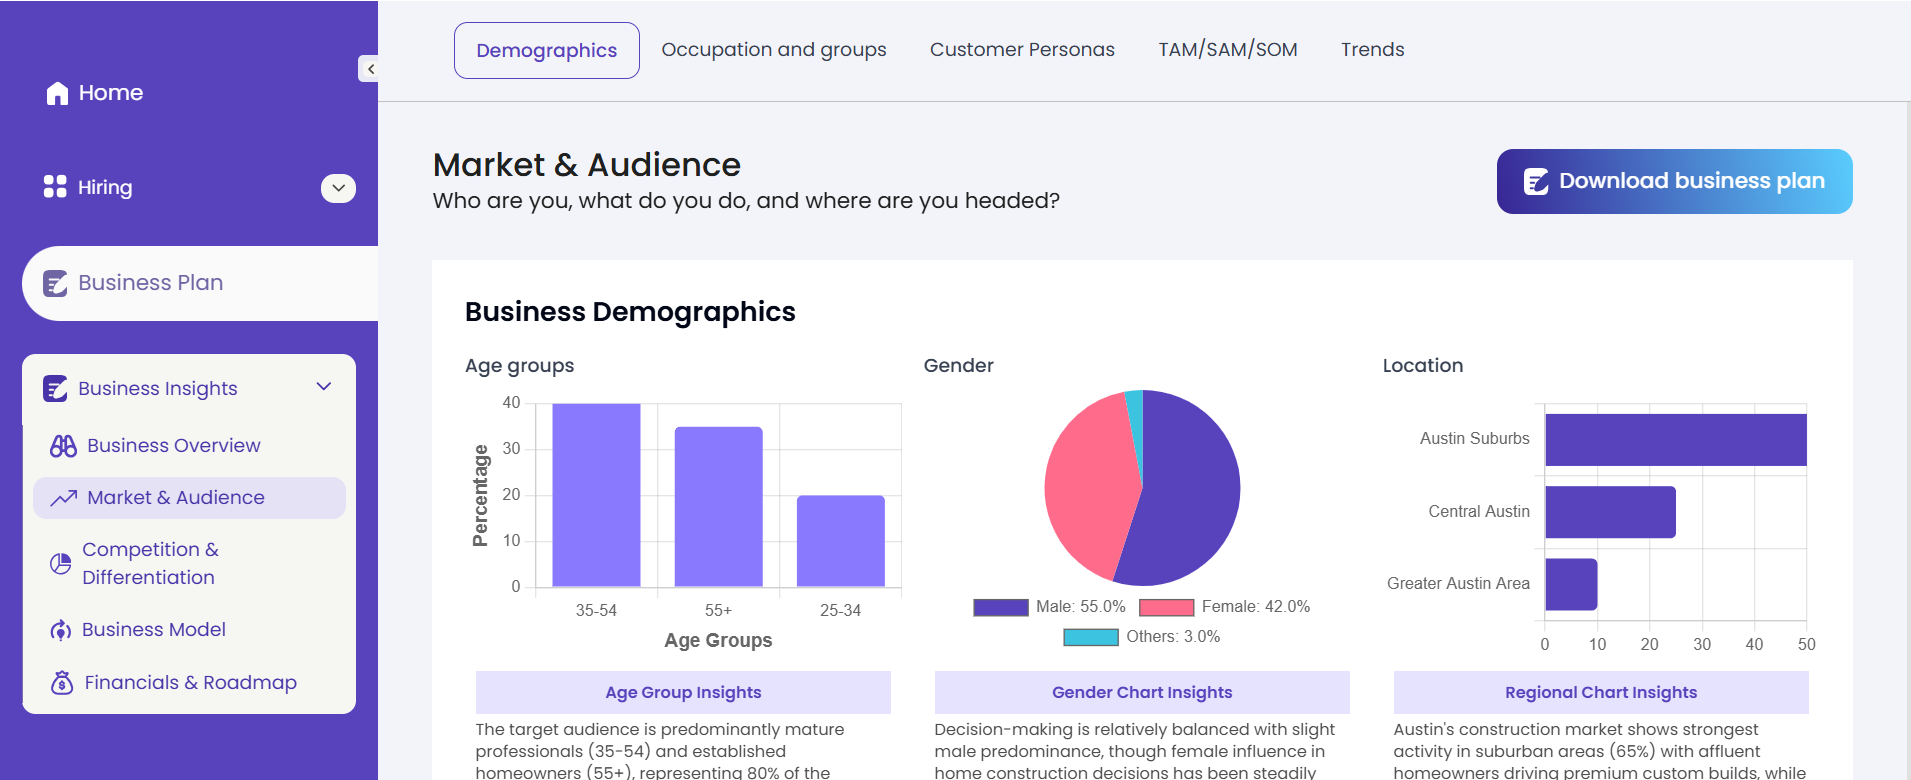 Home
Hiring
Business Plan
Business Insights
Business Overview
Market & Audience
Competition &
Differentiation
Business Model
Financials & Roadmap
Demographics
Occupation and groups
Customer Personas
TAM/SAM/SOM
Trends
Market & Audience
Who are you, what do you do, and where are you headed?
Download business plan
Business Demographics
Age groups
40
30
20
10
0
Percentage
35-54
55+
25-34
Age Groups
Age Group Insights
The target audience is predominantly mature
professionals (35-54) and established
homeowners (55+), representing 80% of the
Gender
Male: 55.0%
Female: 42.0%
Others: 3.0%
Gender Chart Insights
Decision-making is relatively balanced with slight
male predominance, though female influence in
home construction decisions has been steadily
Location
Austin Suburbs
Central Austin
Greater Austin Area
0
10
20
30
40
50
Regional Chart Insights
Austin's construction market shows strongest
activity in suburban areas (65%) with affluent
homeowners driving premium custom builds, while